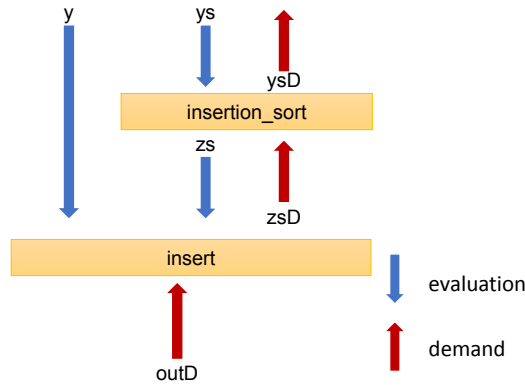 y
ys
ysD
insertion_sort
zs
zsD
insert
evaluation
demand
outD